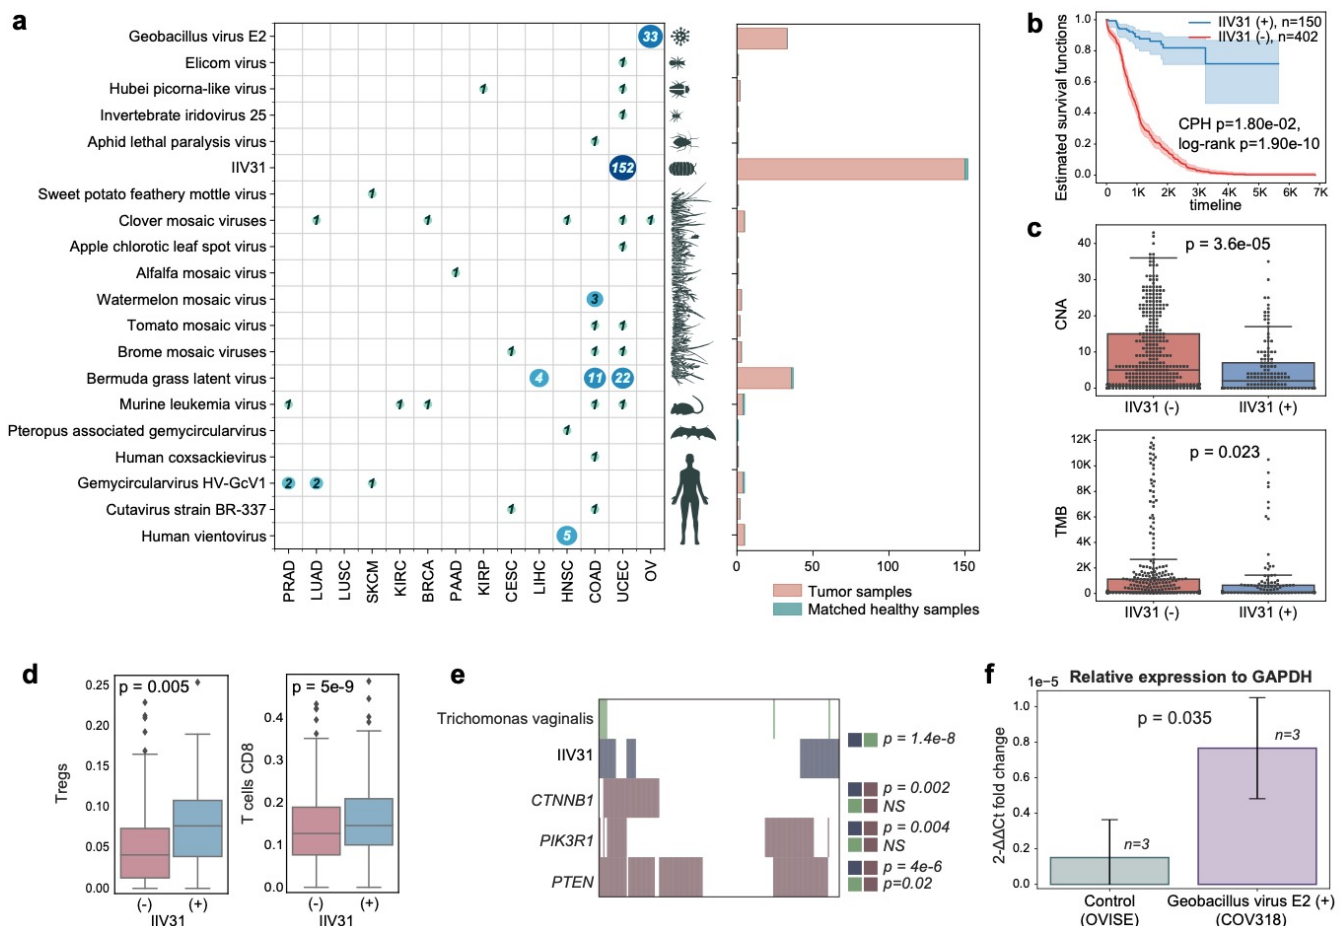 a
Geobacillus virus E2 33
Elicom virus 1
Hubei picorna-like virus 1 1
Invertebrate iridovirus 25 1
Aphid lethal paralysis virus 1
IIV31 152
Sweet potato feathery mottle virus 1
Clover mosaic viruses 1 1 1 1 1
Apple chlorotic leaf spot virus 1
Alfalfa mosaic virus 1
Watermelon mosaic virus 3
Tomato mosaic virus 1 1
Brome mosaic viruses 1 1 1
Bermuda grass latent virus 4 11 22
Murine leukemia virus 1 1 1 1 1
Pteropus associated gemycircularvirus 1
Human coxsackievirus 1
Gemycircularvirus HV-GcV1 2 2 1
Cutavirus strain BR-337 1 1
Human vientovirus 5
PRAD LUAD LUSC SKCM KIRC BRCA PAAD KIRP CESC LIHC HNSC COAD UCEC OV
0 50 100 150
Tumor samples
Matched healthy samples
b
Estimated survival functions
1.0
0.8
0.6
0.4
0.2
0.0
IIV31 (+), n=150
IIV31 (-), n=402
CPH p=1.80e-02,
log-rank p=1.90e-10
0 1K 2K 3K 4K 5K 6K 7K
timeline
c
CNA
40
30
20
10
0
p = 3.6e-05
IIV31 (-) IIV31 (+)
TMB
12K
10K
8K
6K
4K
2K
0
p = 0.023
IIV31 (-) IIV31 (+)
d
Tregs
0.25
0.20
0.15
0.10
0.05
0.00
p = 0.005
(-) (+)
IIV31
T cells CD8
0.4
0.3
0.2
0.1
0.0
p = 5e-9
(-) (+)
IIV31
e
Trichomonas vaginalis
IIV31
CTNNB1
PIK3R1
PTEN
p = 1.4e-8
p = 0.002
NS
p = 0.004
NS
p = 4e-6
p=0.02
f
Relative expression to GAPDH
1e−5
2-ΔΔCt fold change
1.0
0.8
0.6
0.4
0.2
0.0
p = 0.035
n=3
n=3
Control
(OVISE)
Geobacillus virus E2 (+)
(COV318)